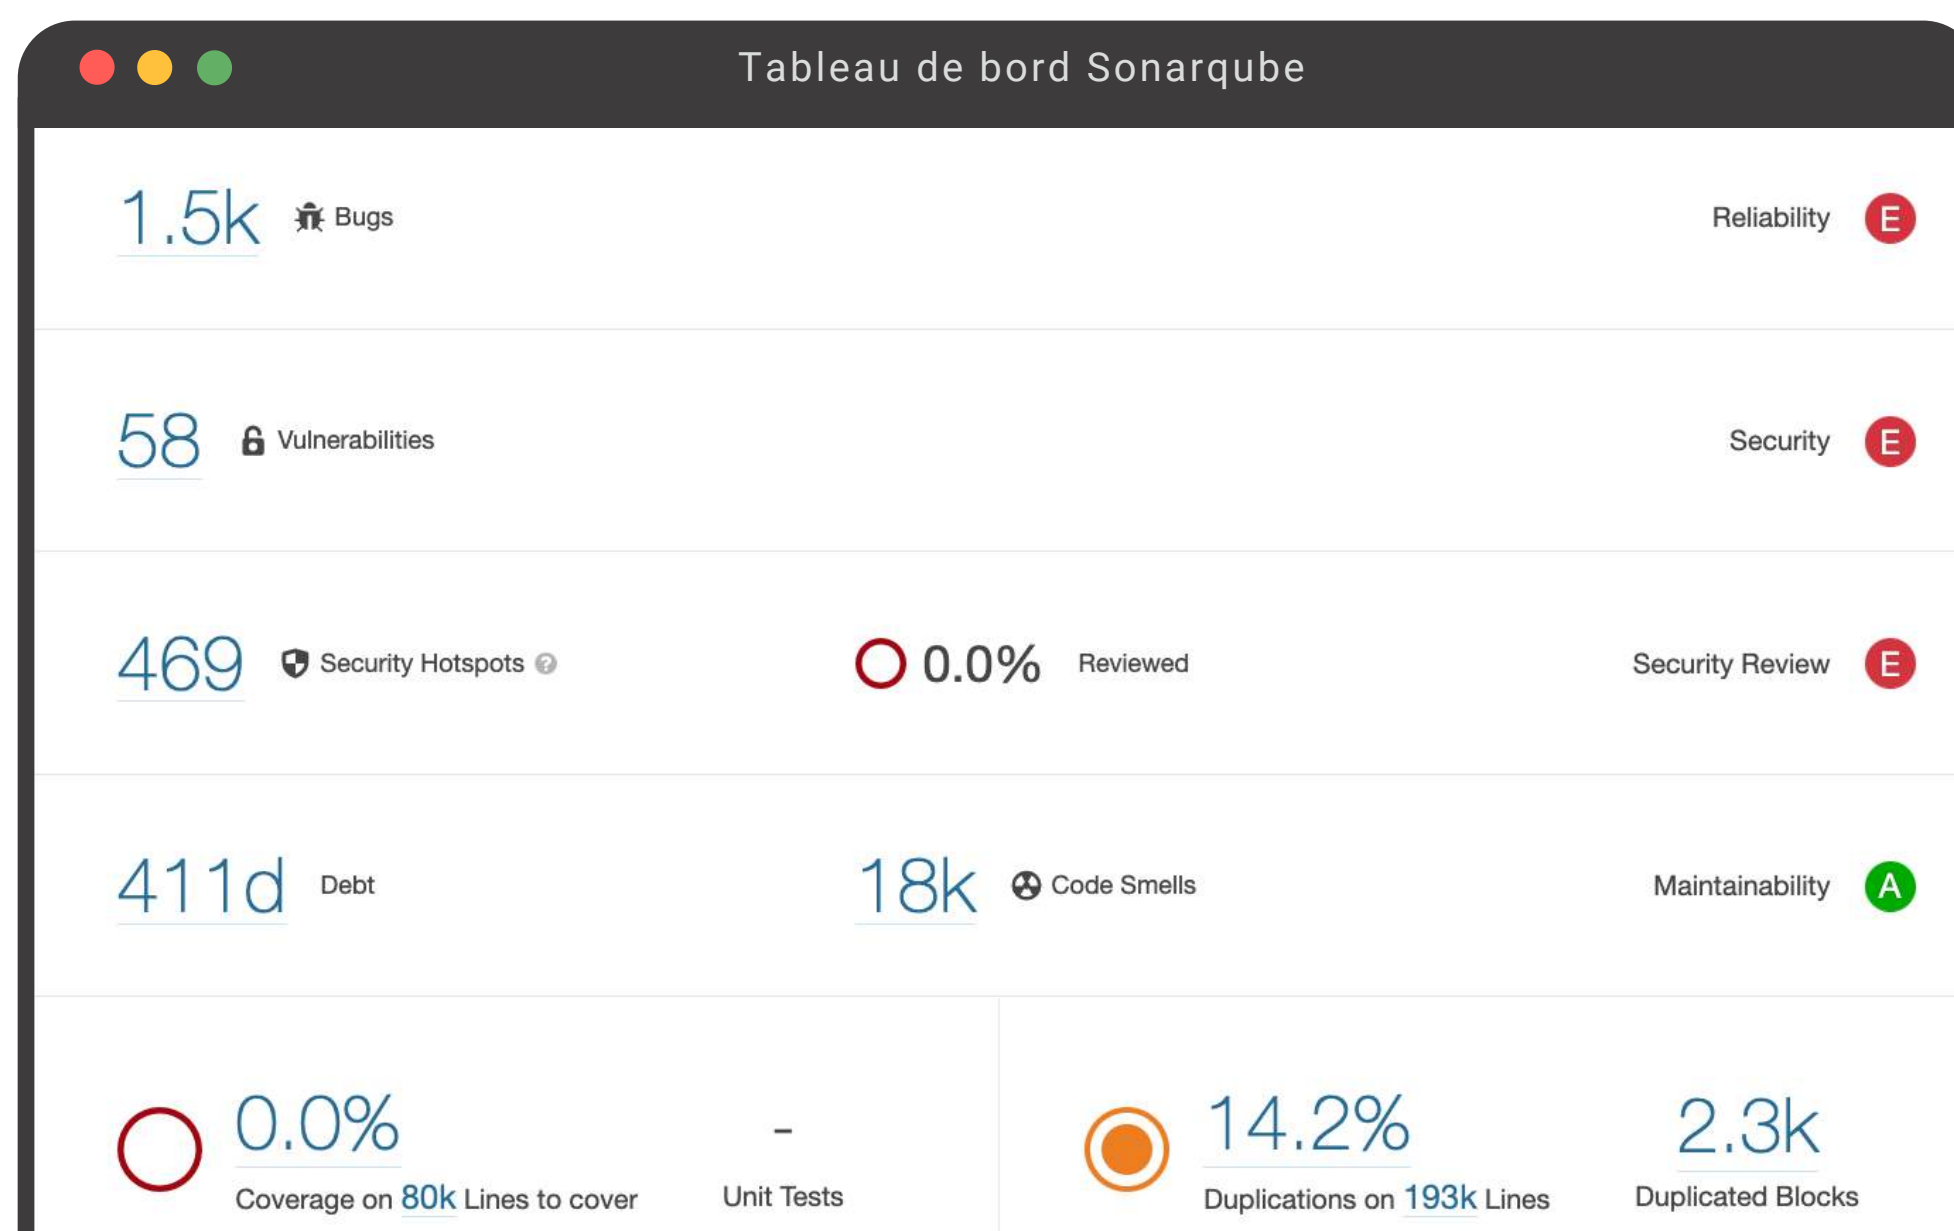 Tableau de bord Sonarqube
1.5k Bugs Reliability E
58 Vulnerabilities Security E
469 Security Hotspots ? 0.0% Reviewed Security Review E
411d Debt 18k Code Smells Maintainability A
0.0% - 14.2% 2.3k
Coverage on 80k Lines to cover Unit Tests Duplications on 193k Lines Duplicated Blocks